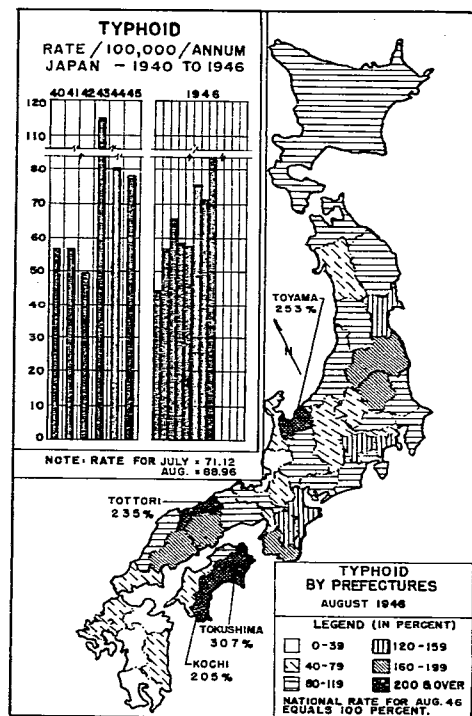 TYPHOID
RATE/100,000/ANNUM
JAPAN - 1940 TO 1946
40 41 42 43 44 45
1946
120
110
80
70
60
50
40
30
20
10
0
NOTE: RATE FOR JULY = 71.12
AUG. = 88.96
TOYAMA
253%
N
TOTTORI
235%
TOKUSHIMA
307%
KOCHI
205%
TYPHOID
BY PREFECTURES
AUGUST 1946
LEGEND (IN PERCENT)
0-39
120-159
40-79
160-199
80-119
200 & OVER
NATIONAL RATE FOR AUG. 46
EQUALS 100 PERCENT.